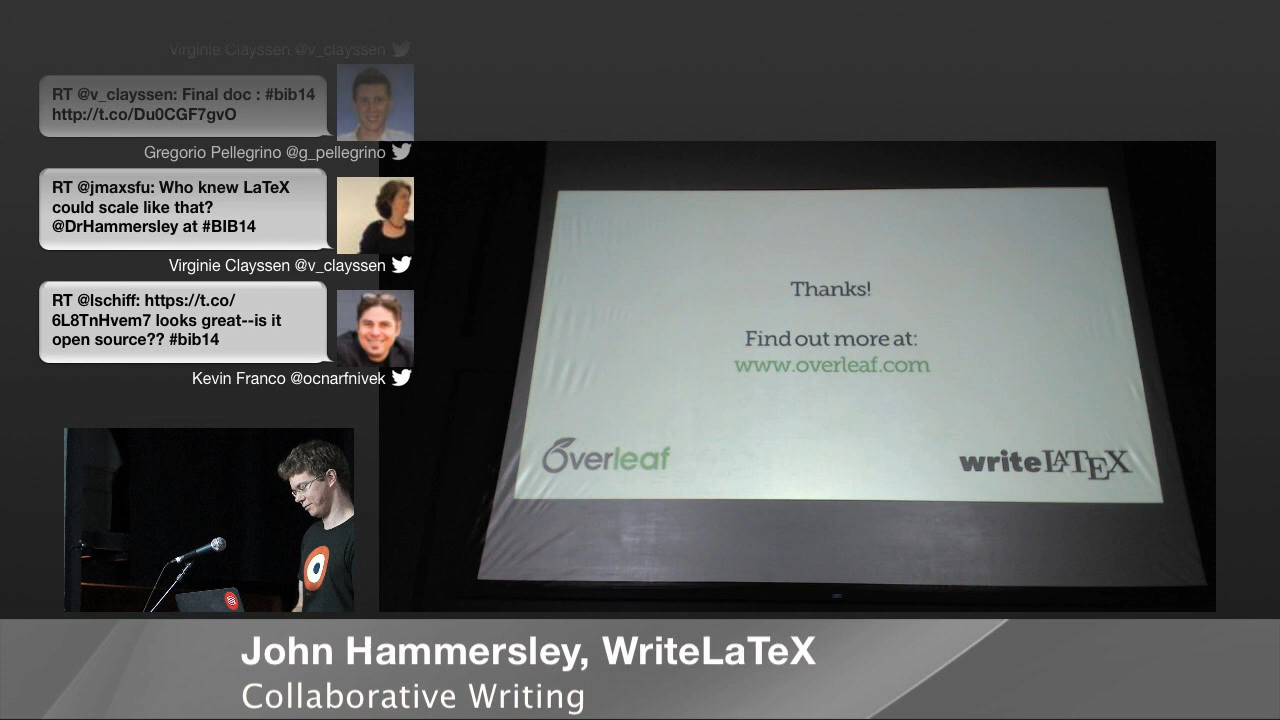 Virginie Clayssen @v_clayssen
RT @v_clayssen: Final doc : #bib14
http://t.co/Du0CGF7gvO
Gregorio Pellegrino @g_pellegrino
RT @jmaxsfu: Who knew LaTeX
could scale like that?
@DrHammersley at #BIB14
Virginie Clayssen @v_clayssen
RT @lschiff: https://t.co/
6L8TnHvem7 looks great--is it
open source?? #bib14
Kevin Franco @ocnarfnivek
Thanks!
Find out more at:
www.overleaf.com
Overleaf
writeLATEX
John Hammersley, WriteLaTeX
Collaborative Writing